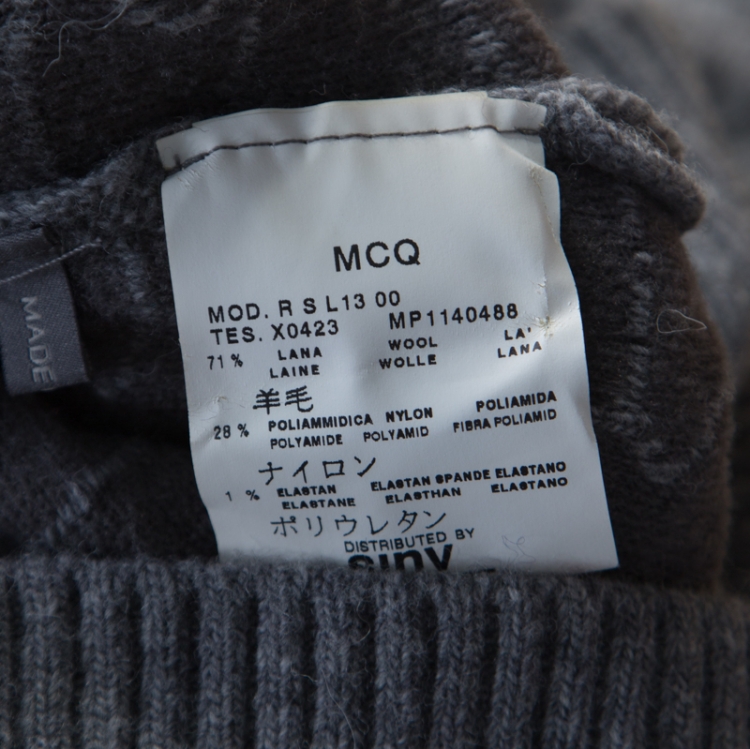 MCQ
MOD. R S L13 00
TES. X0423 MP1140488
71 % LANA WOOL LA'
LAINE WOLLE LANA
羊毛
28 % POLIAMMIDICA NYLON POLIAMIDA
POLYAMIDE POLYAMID FIBRA POLIAMID
ナイロン
1 % ELASTAN ELASTAN SPANDE ELASTANO
ELASTANE ELASTHAN ELASTANO
ポリウレタン
DISTRIBUTED BY
MADE